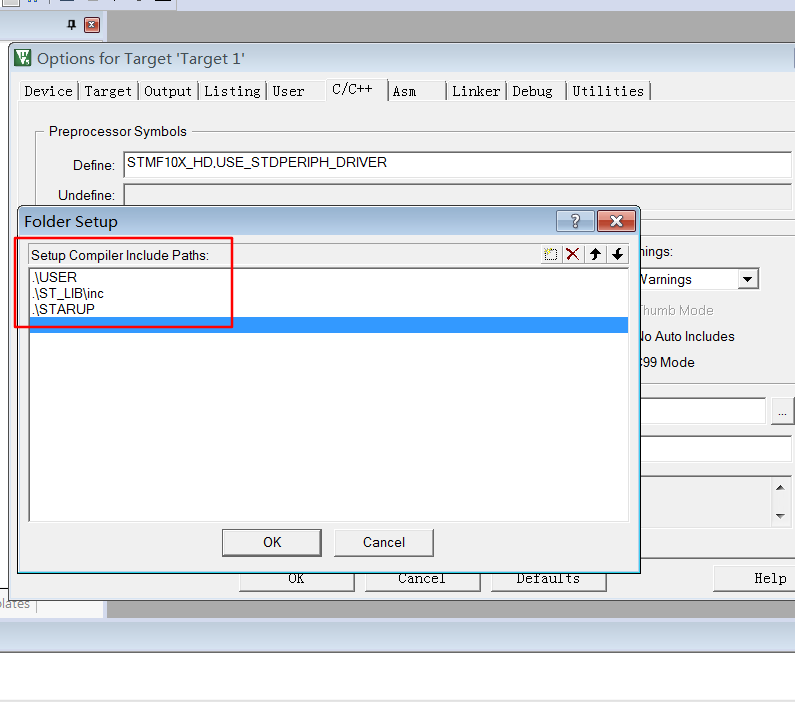 Options for Target 'Target 1'
Device Target Output Listing User C/C++ Asm Linker Debug Utilities
Preprocessor Symbols
Define: STMF10X_HD,USE_STDPERIPH_DRIVER
Undefine:
Folder Setup
Setup Compiler Include Paths:
.\USER
.\ST_LIB\inc
.\STARUP
nings:
Warnings
Thumb Mode
No Auto Includes
C99 Mode
...
OK Cancel
OK Cancel Defaults Help
plates